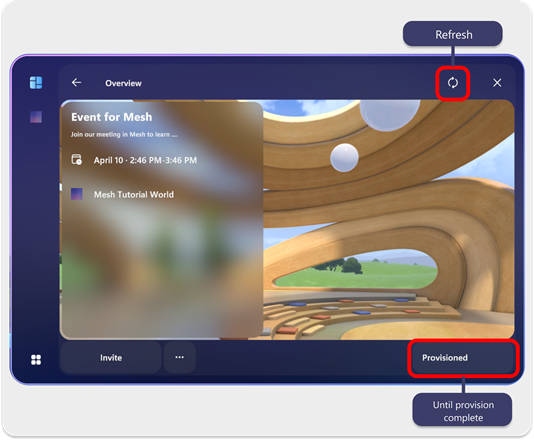 Refresh
Overview
Event for Mesh
Join our meeting in Mesh to learn ...
April 10 · 2:46 PM-3:46 PM
Mesh Tutorial World
Invite
...
Provisioned
Until provision
complete